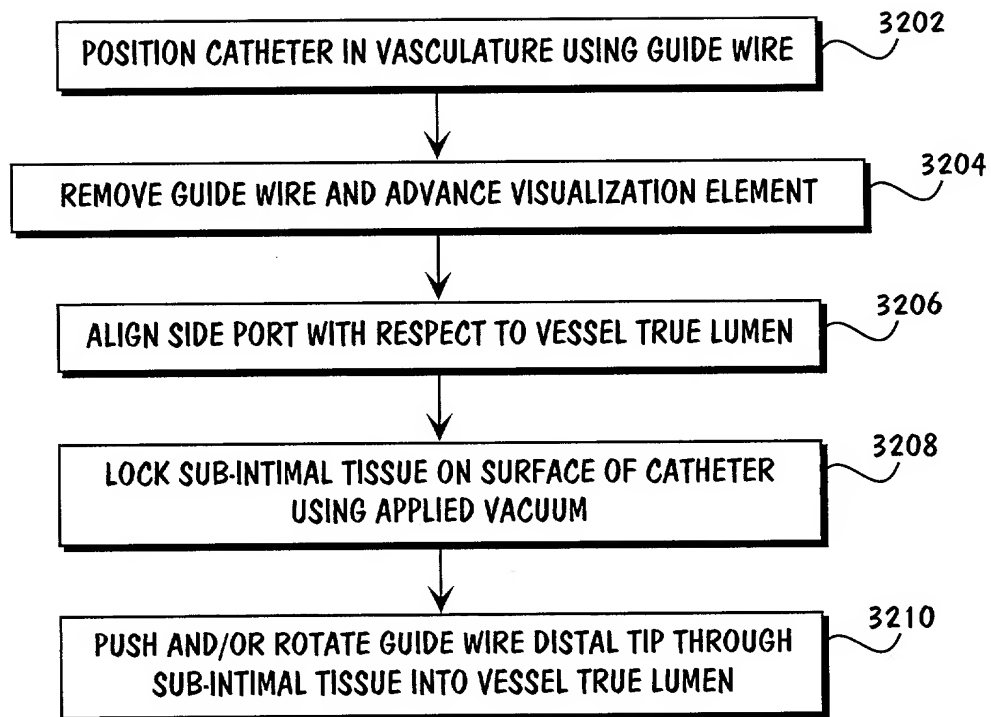 POSITION CATHETER IN VASCULATURE USING GUIDE WIRE
3202
REMOVE GUIDE WIRE AND ADVANCE VISUALIZATION ELEMENT
3204
ALIGN SIDE PORT WITH RESPECT TO VESSEL TRUE LUMEN
3206
LOCK SUB-INTIMAL TISSUE ON SURFACE OF CATHETER
USING APPLIED VACUUM
3208
PUSH AND/OR ROTATE GUIDE WIRE DISTAL TIP THROUGH
SUB-INTIMAL TISSUE INTO VESSEL TRUE LUMEN
3210